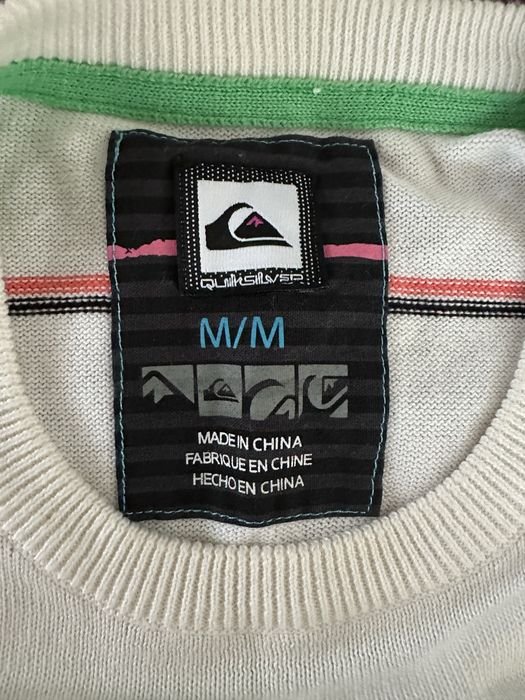 QUIKSILVER
M/M
MADE IN CHINA
FABRIQUE EN CHINE
HECHO EN CHINA